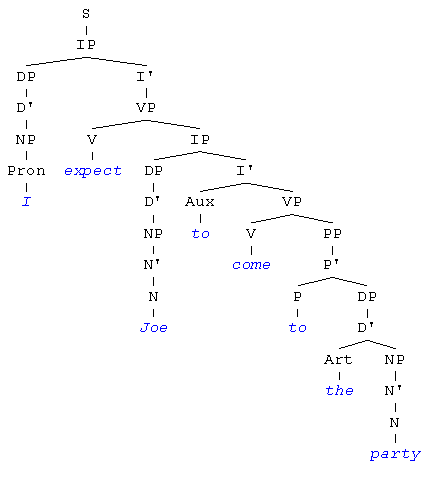 S
IP
DP I'
D' VP
NP V IP
Pron expect DP I'
I D' Aux VP
NP to V PP
N' come P'
N P DP
Joe to D'
Art NP
the N'
N
party